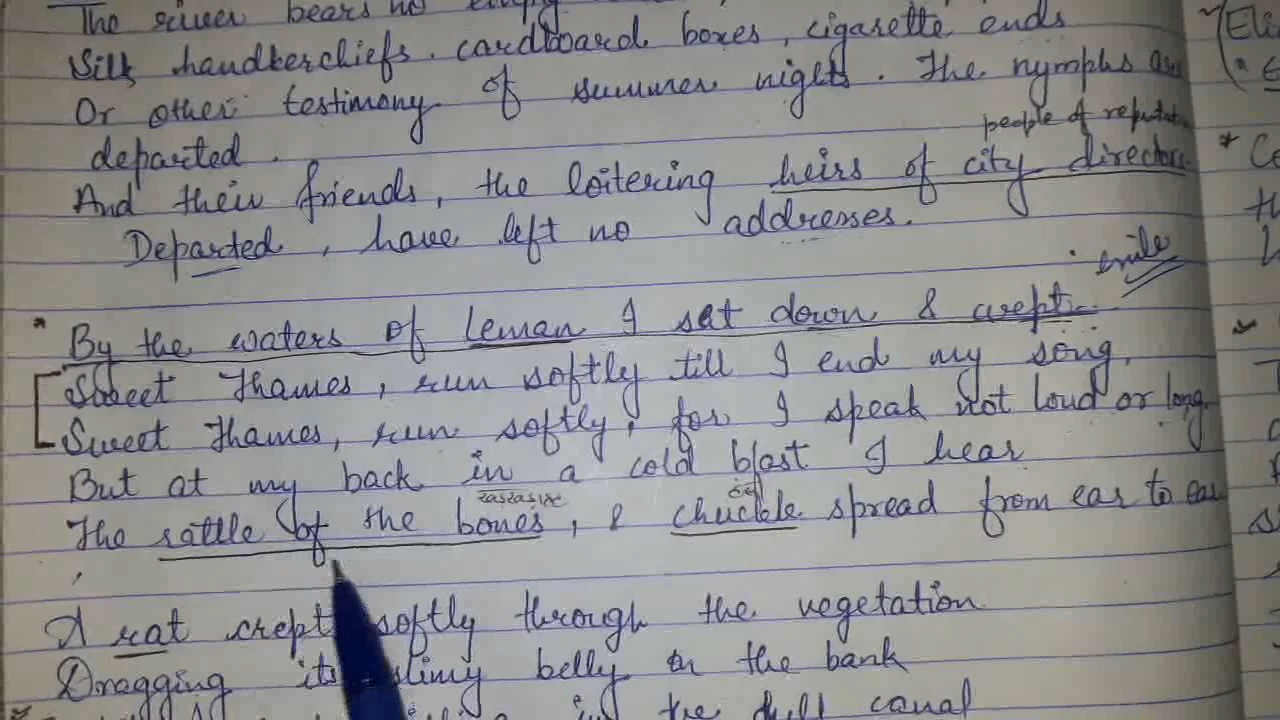 The river bears no empty
Silk handkerchiefs. cardboard boxes, cigarette ends
Or other testimony of summer nights. The nymphs are
departed.
people of reputat
And their friends, the loitering heirs of city directors
Departed, have left no addresses.
exile
* By the waters of Leman I sat down & wept..
Sweet Thames, run softly till I end my song,
Sweet Thames, run softly, for I speak not loud or long,
But at my back in a cold blast I hear
The rattle of the bones, & chuckle spread from ear to ear
A rat crept softly through the vegetation
Dragging its slimy belly on the bank
in the dull canal